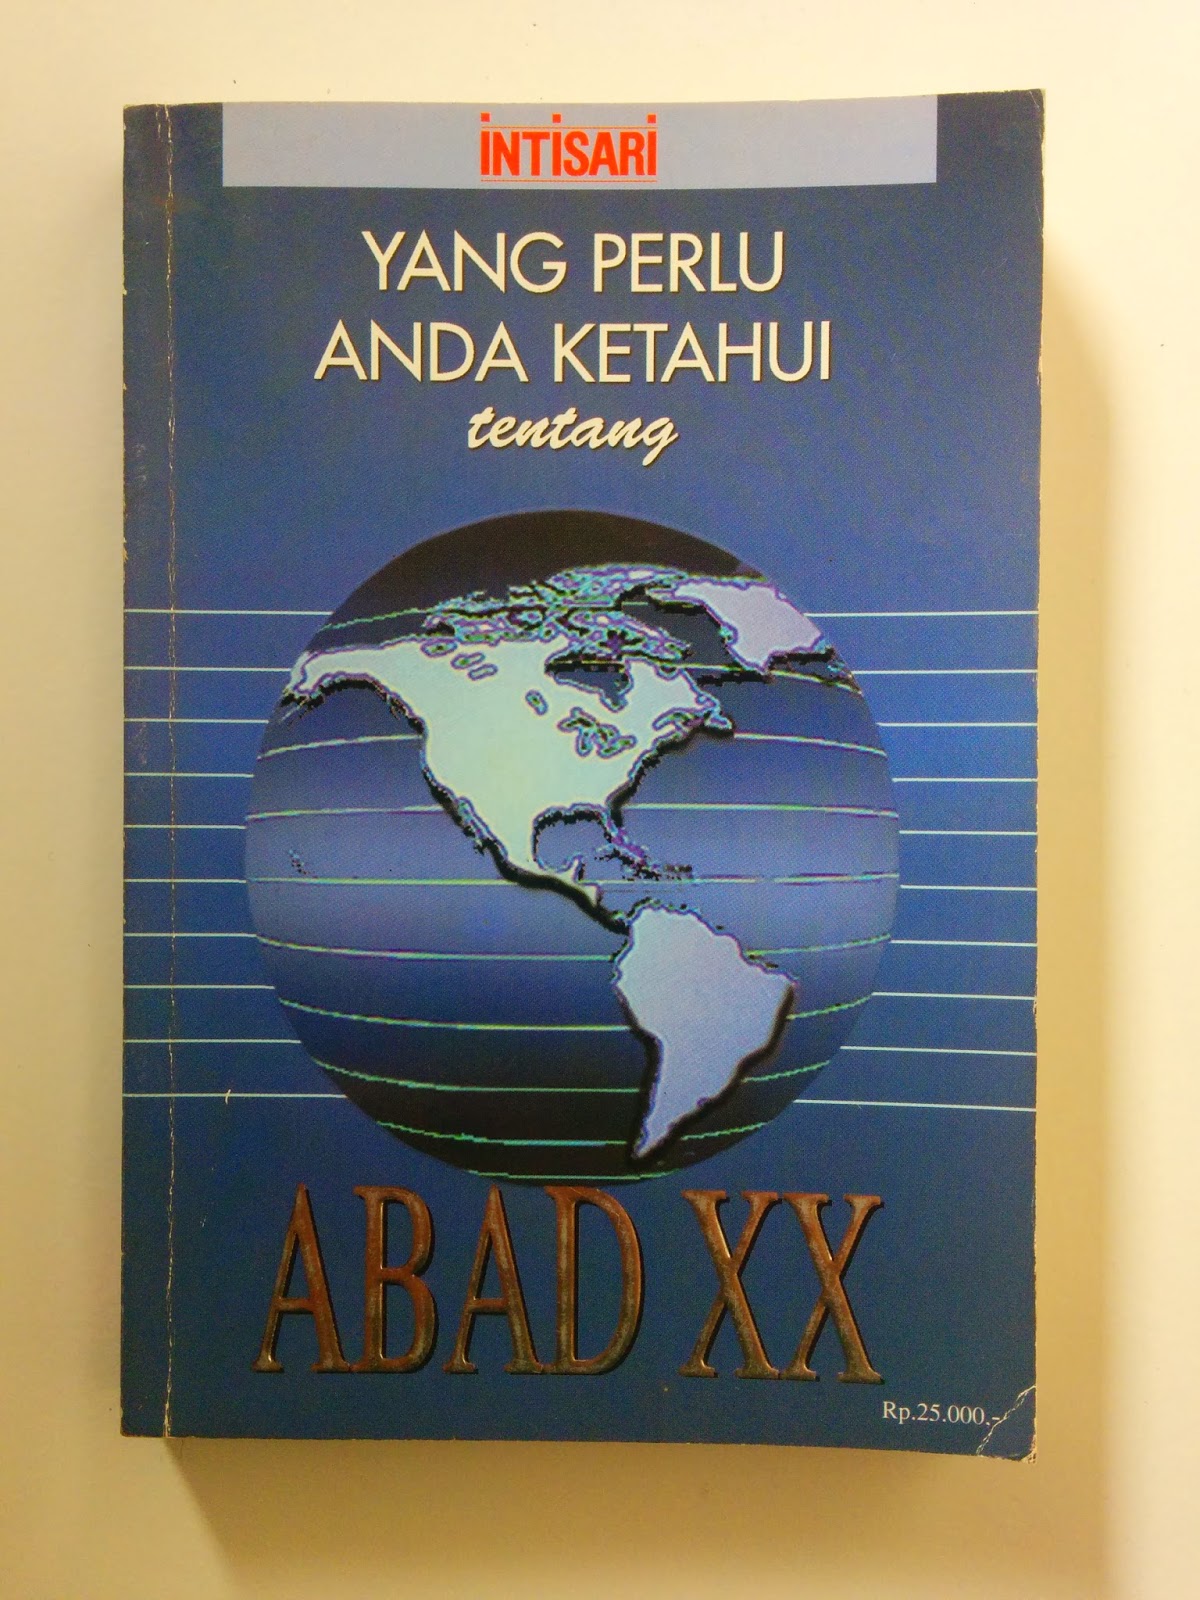 iNTiSARi
YANG PERLU
ANDA KETAHUI
tentang
ABAD XX
Rp.25.000,-